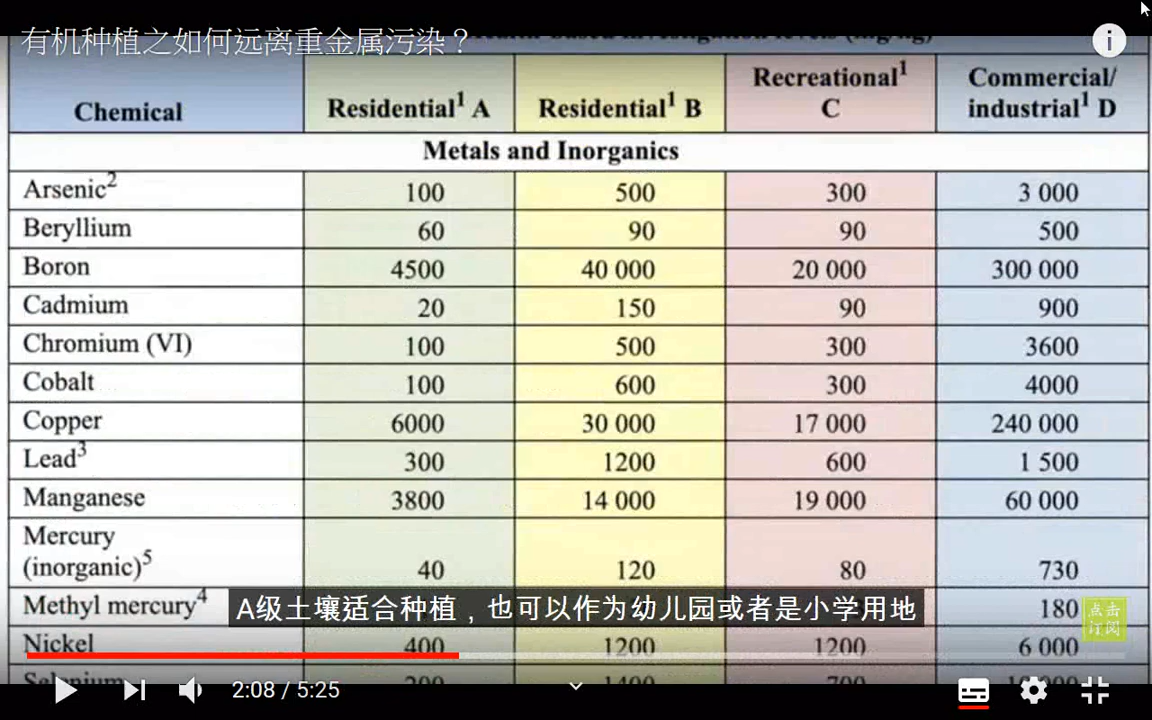 有机种植之如何远离重金属污染？
Chemical Residential1 A Residential1 B Recreational1 C Commercial/ industrial1 D
Metals and Inorganics
Arsenic2 100 500 300 3 000
Beryllium 60 90 90 500
Boron 4500 40 000 20 000 300 000
Cadmium 20 150 90 900
Chromium (VI) 100 500 300 3600
Cobalt 100 600 300 4000
Copper 6000 30 000 17 000 240 000
Lead3 300 1200 600 1 500
Manganese 3800 14 000 19 000 60 000
Mercury
(inorganic)5 40 120 80 730
Methyl mercury4 180
A级土壤适合种植，也可以作为幼儿园或者是小学用地
点击
订阅
Nickel 400 1200 1200 6 000
Selenium 200 1400 700
2:08 / 5:25